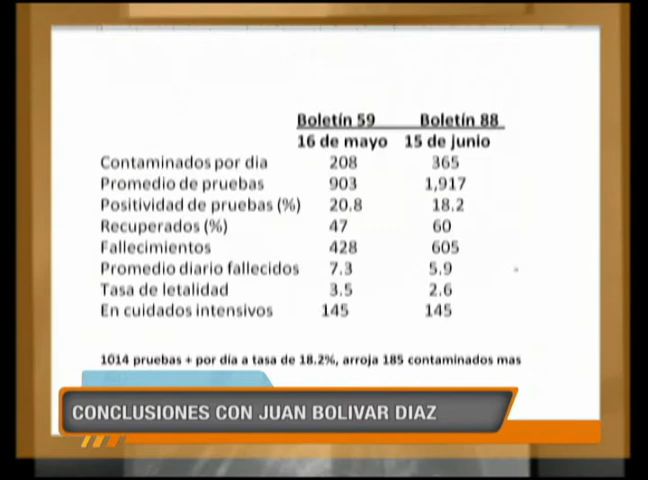 Boletín 59 Boletín 88
16 de mayo 15 de junio
Contaminados por dia 208 365
Promedio de pruebas 903 1,917
Positividad de pruebas (%) 20.8 18.2
Recuperados (%) 47 60
Fallecimientos 428 605
Promedio diario fallecidos 7.3 5.9
Tasa de letalidad 3.5 2.6
En cuidados intensivos 145 145
1014 pruebas + por día a tasa de 18.2%, arroja 185 contaminados mas
CONCLUSIONES CON JUAN BOLIVAR DIAZ